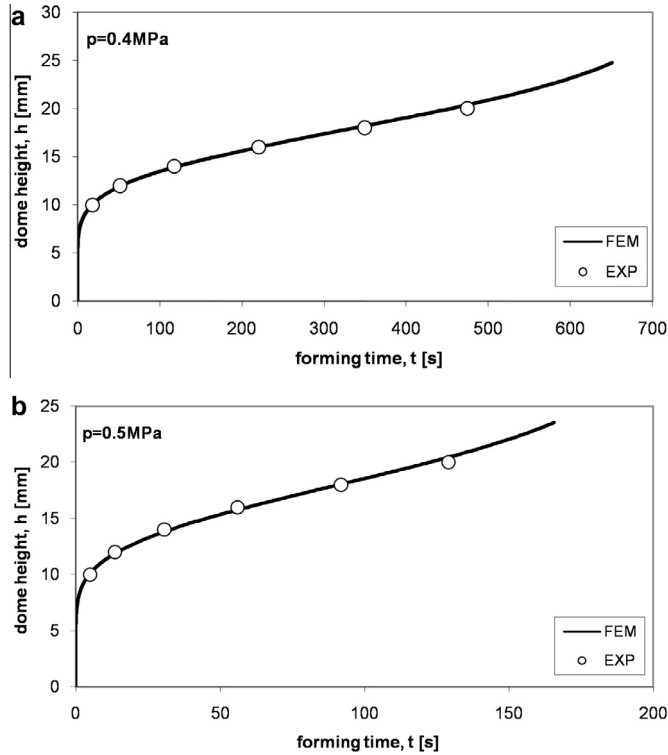 a
p=0.4MPa
30
25
20
15
10
5
0
dome height, h [mm]
FEM
EXP
0 100 200 300 400 500 600 700
forming time, t [s]
b
p=0.5MPa
25
20
15
10
5
0
dome height, h [mm]
FEM
EXP
0 50 100 150 200
forming time, t [s]